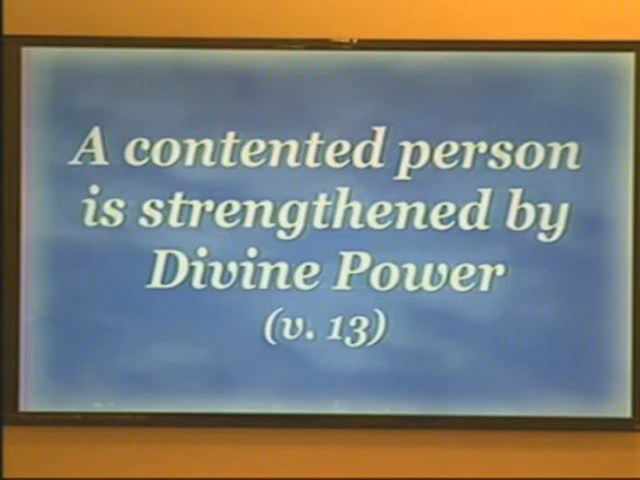 A contented person
is strengthened by
Divine Power
(v. 13)